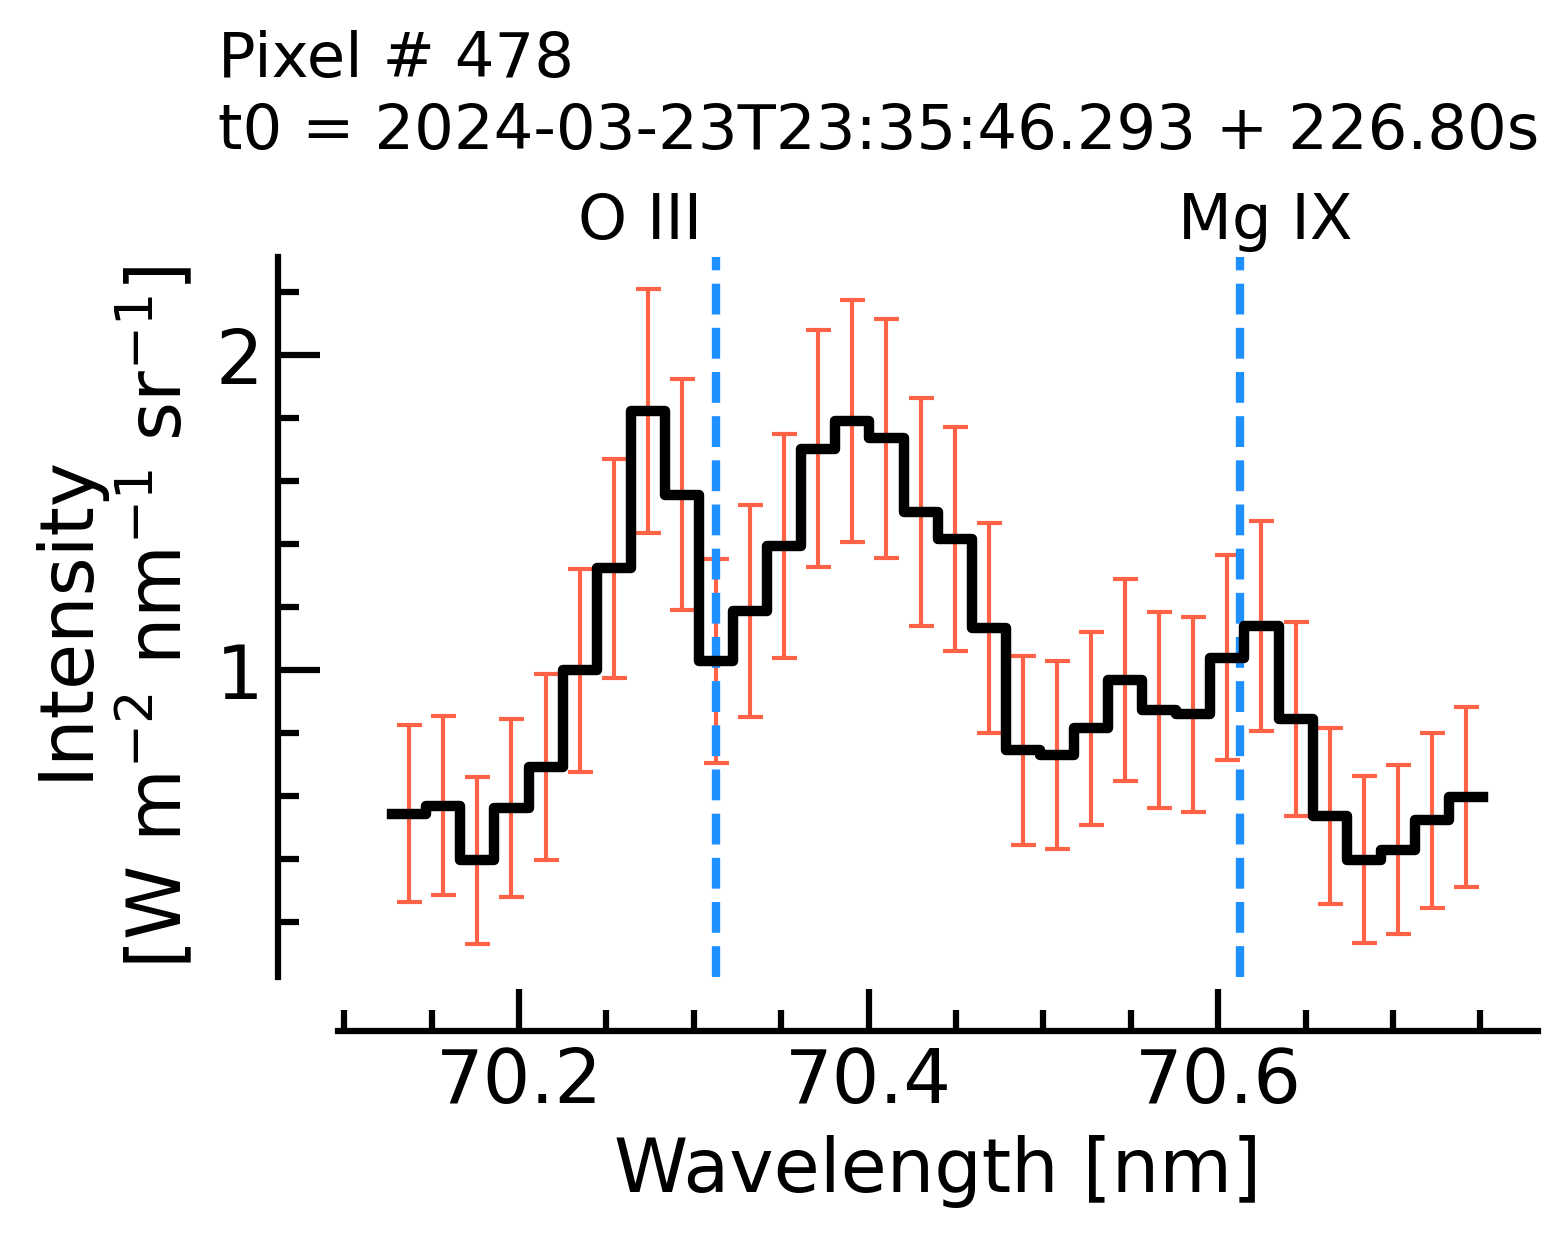 Pixel # 478
t0 = 2024-03-23T23:35:46.293 + 226.80s
O III
Mg IX
Intensity
[W m⁻² nm⁻¹ sr⁻¹]
2
1
70.2
70.4
70.6
Wavelength [nm]